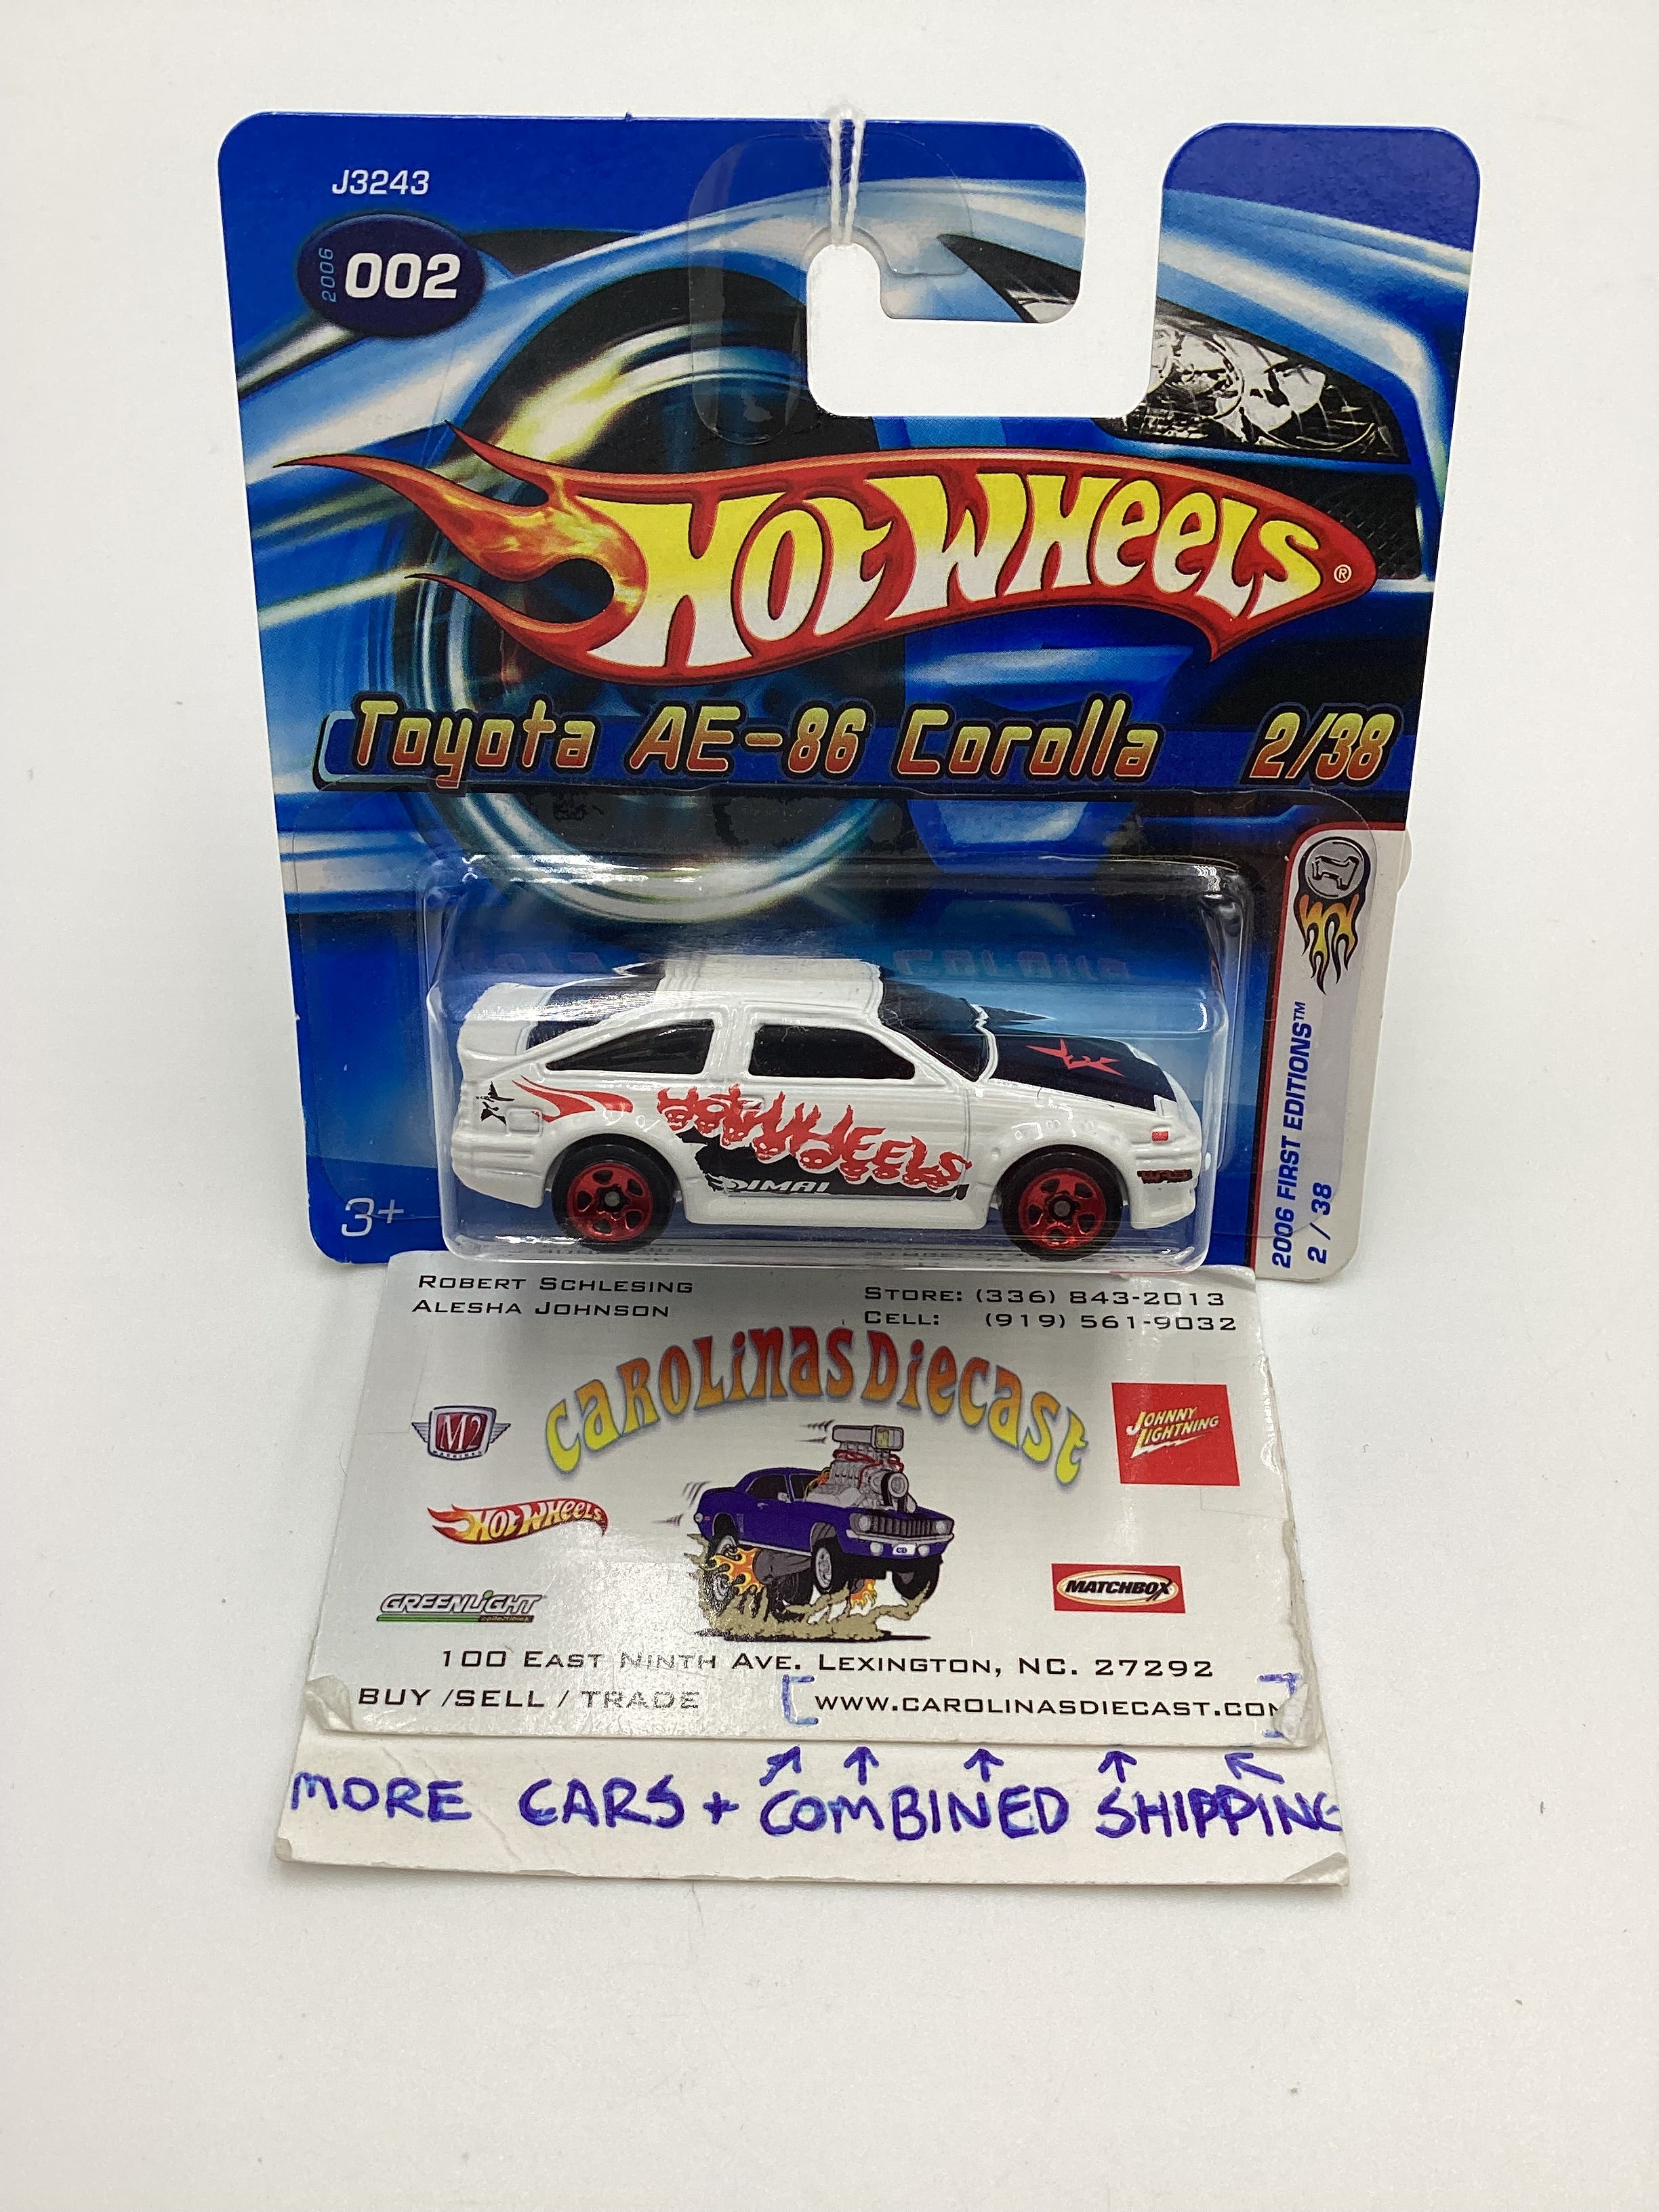 J3243
2006 002
HOT WHEELS®
Toyota AE-86 Corolla 2/38
HOT WHEELS
IMAI
3+
2006 FIRST EDITIONS™
2 / 38
ROBERT SCHLESING
ALESHA JOHNSON
STORE: (336) 843-2013
CELL: (919) 561-9032
CAROLINAS DIECAST
M2
JOHNNY LIGHTNING
HOT WHEELS
GREENLIGHT
MATCHBOX
100 EAST NINTH AVE. LEXINGTON, NC. 27292
BUY /SELL / TRADE [WWW.CAROLINASDIECAST.COM]
MORE CARS + COMBINED SHIPPING